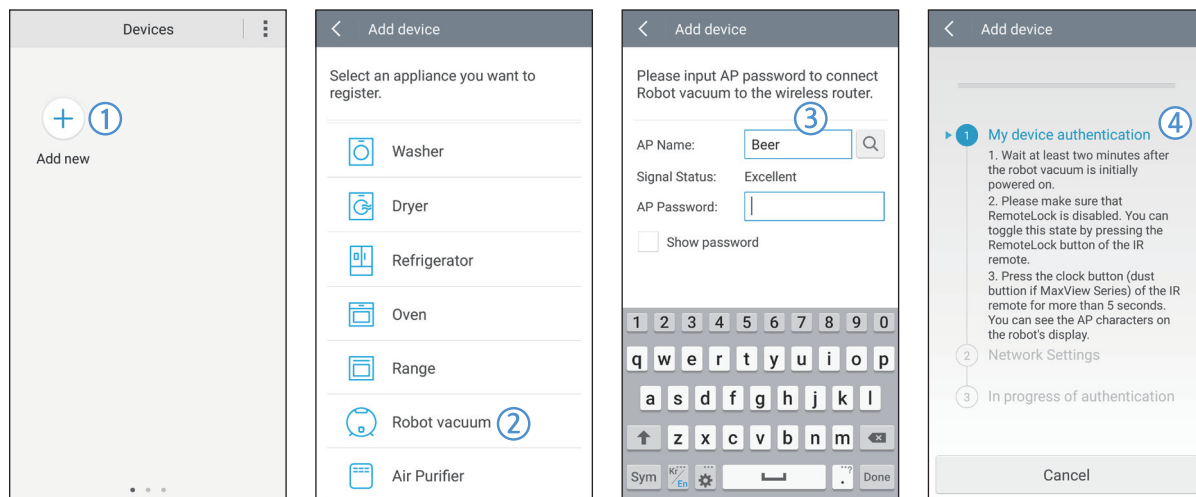 Devices
+ ①
Add new
Add device
Select an appliance you want to
register.
Washer
Dryer
Refrigerator
Oven
Range
Robot vacuum ②
Air Purifier
Add device
Please input AP password to connect
Robot vacuum to the wireless router.
③
AP Name: Beer
Signal Status: Excellent
AP Password:
Show password
1 2 3 4 5 6 7 8 9 0
q w e r t y u i o p
a s d f g h j k l
z x c v b n m
Sym Kr/En . ...? Done
Add device
④
1 My device authentication
1. Wait at least two minutes after
the robot vacuum is initially
powered on.
2. Please make sure that
RemoteLock is disabled. You can
toggle this state by pressing the
RemoteLock button of the IR
remote.
3. Press the clock button (dust
buttion if MaxView Series) of the IR
remote for more than 5 seconds.
You can see the AP characters on
the robot's display.
2 Network Settings
3 In progress of authentication
Cancel